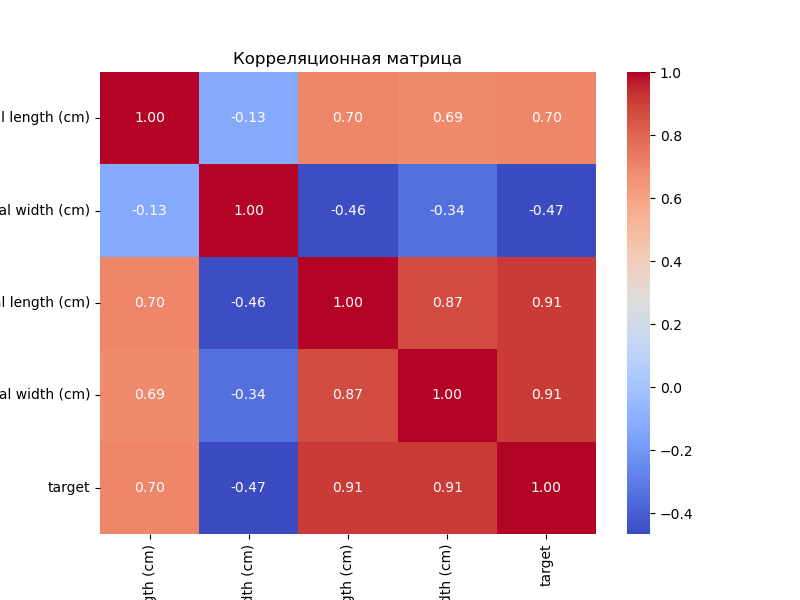 Корреляционная матрица
l length (cm) 1.00 -0.13 0.70 0.69 0.70
al width (cm) -0.13 1.00 -0.46 -0.34 -0.47
l length (cm) 0.70 -0.46 1.00 0.87 0.91
al width (cm) 0.69 -0.34 0.87 1.00 0.91
target 0.70 -0.47 0.91 0.91 1.00
gth (cm) dth (cm) gth (cm) dth (cm) target
1.0
0.8
0.6
0.4
0.2
0.0
−0.2
−0.4